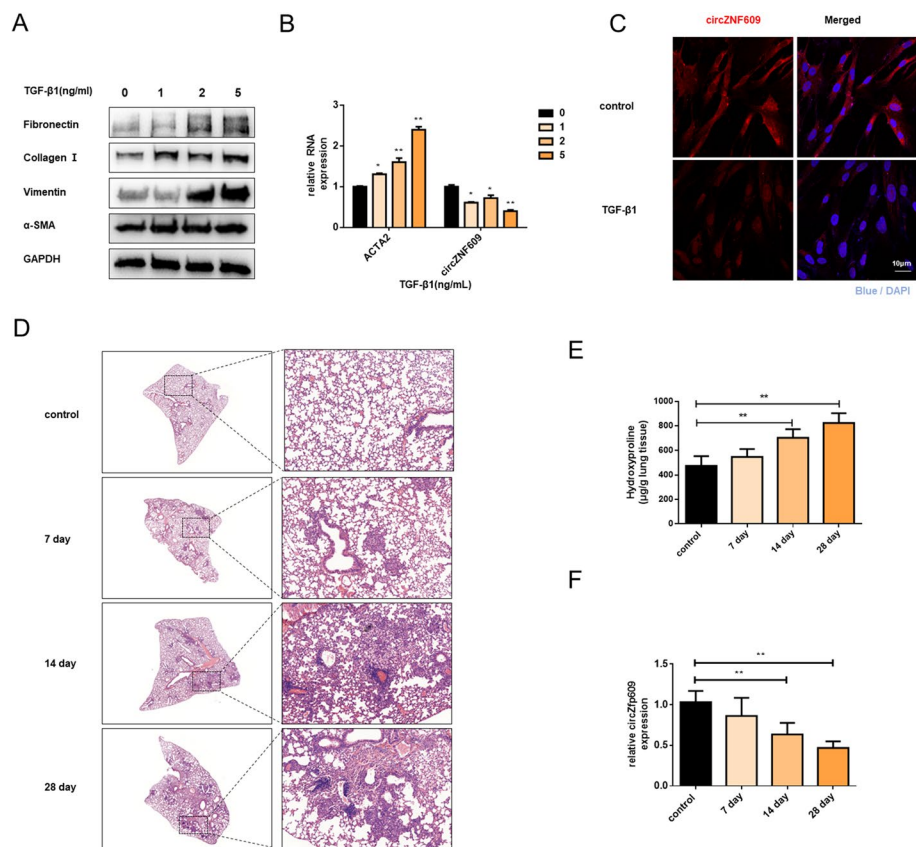 A
TGF-β1(ng/ml)
0 1 2 5
Fibronectin
Collagen I
Vimentin
α-SMA
GAPDH
B
relative RNA
expression
3
2
1
0
* ** ** * * **
ACTA2
circZNF609
TGF-β1(ng/mL)
0
1
2
5
C
circZNF609
Merged
control
TGF-β1
10μm
Blue / DAPI
D
control
7 day
14 day
28 day
E
Hydroxyproline
(μg/g lung tissue)
1000
800
600
400
200
0
**
**
control
7 day
14 day
28 day
F
relative circZfp609
expression
1.5
1.0
0.5
0.0
**
**
control
7 day
14 day
28 day